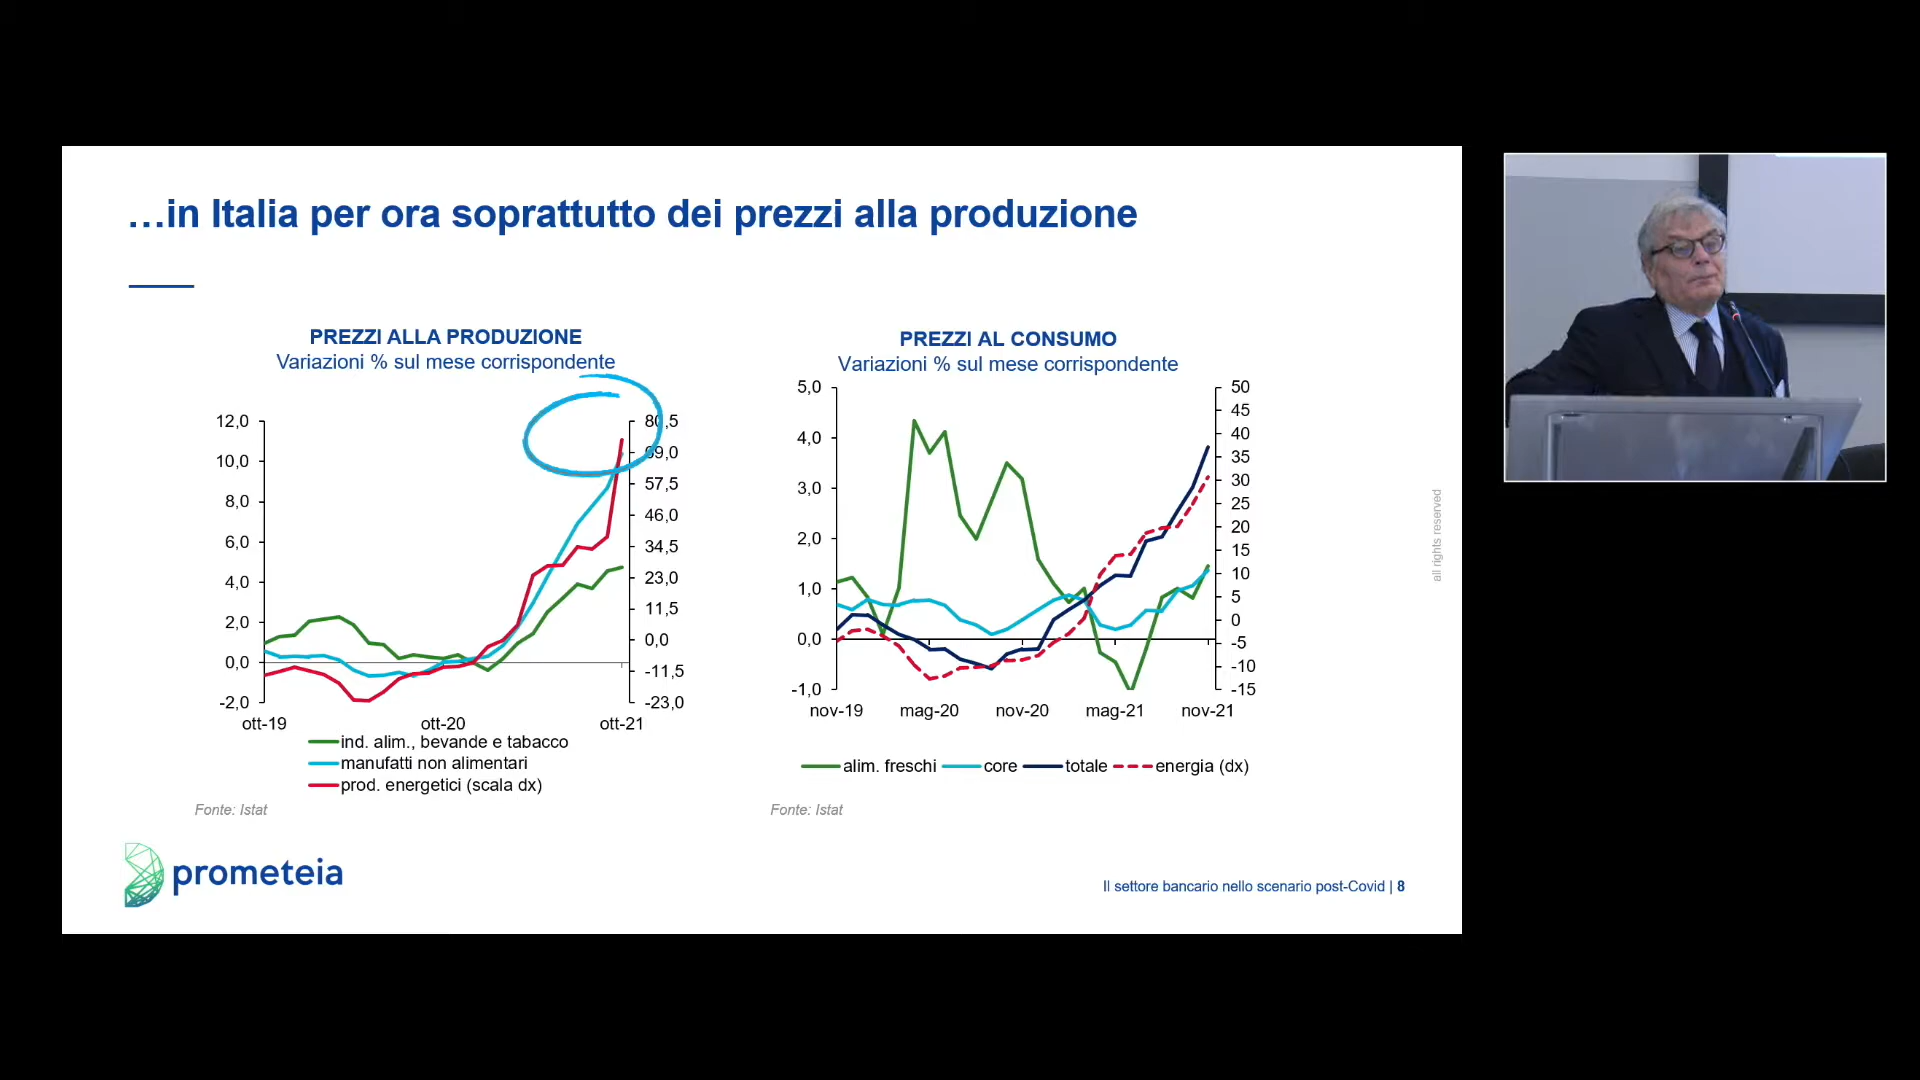 …in Italia per ora soprattutto dei prezzi alla produzione
PREZZI ALLA PRODUZIONE
Variazioni % sul mese corrispondente
12,0
10,0
8,0
6,0
4,0
2,0
0,0
-2,0
80,5
69,0
57,5
46,0
34,5
23,0
11,5
0,0
-11,5
-23,0
ott-19
ott-20
ott-21
ind. alim., bevande e tabacco
manufatti non alimentari
prod. energetici (scala dx)
Fonte: Istat
PREZZI AL CONSUMO
Variazioni % sul mese corrispondente
5,0
4,0
3,0
2,0
1,0
0,0
-1,0
50
45
40
35
30
25
20
15
10
5
0
-5
-10
-15
nov-19
mag-20
nov-20
mag-21
nov-21
alim. freschi
core
totale
energia (dx)
Fonte: Istat
all rights reserved
prometeia
Il settore bancario nello scenario post-Covid | 8